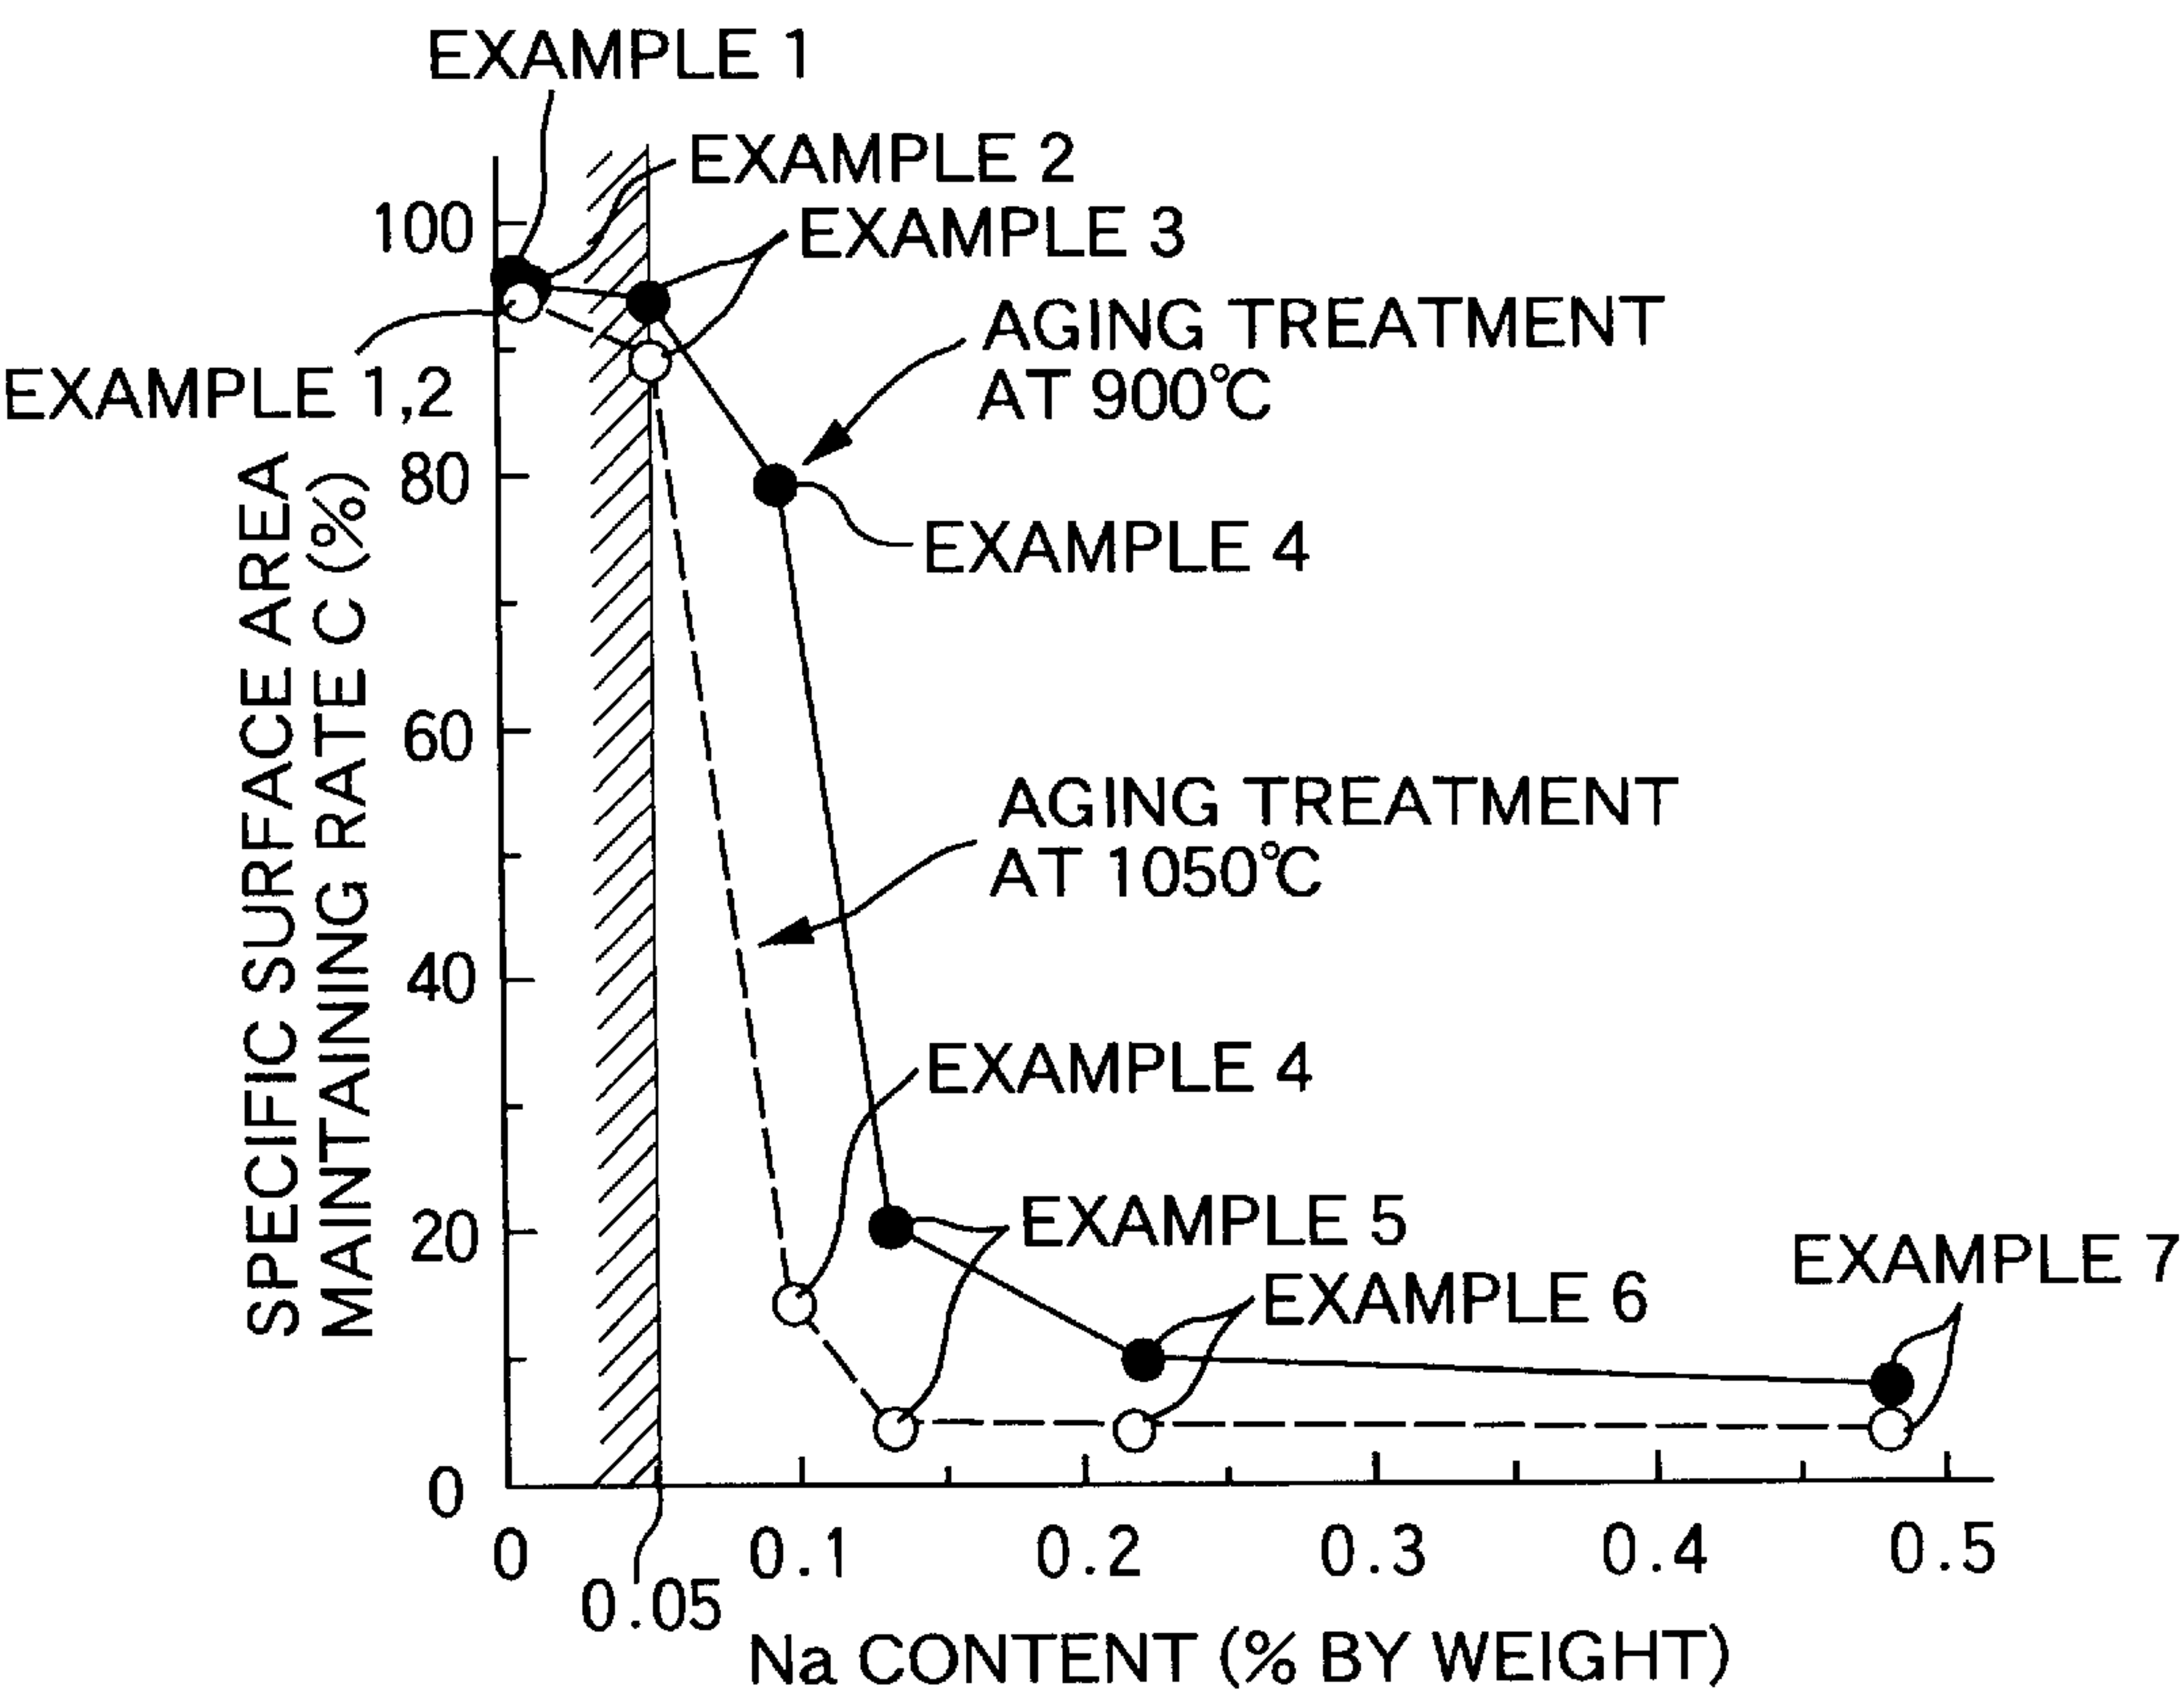 EXAMPLE 1
EXAMPLE 2
100
EXAMPLE 3
AGING TREATMENT
AT 900℃
EXAMPLE 1,2
80
EXAMPLE 4
SPECIFIC SURFACE AREA
MAINTAINING RATE C (%)
60
AGING TREATMENT
AT 1050℃
40
EXAMPLE 4
20
EXAMPLE 5
EXAMPLE 6
EXAMPLE 7
0
0 0.1 0.2 0.3 0.4 0.5
0.05
Na CONTENT (% BY WEIGHT)